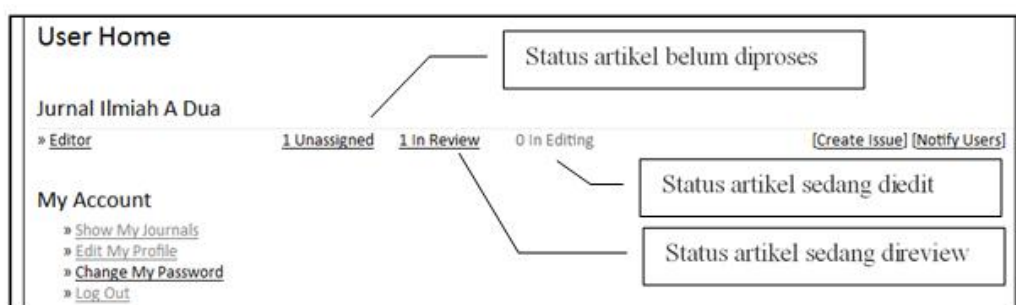 User Home
Status artikel belum diproses
Jurnal Ilmiah A Dua
» Editor 1 Unassigned 1 In Review 0 In Editing [Create Issue] [Notify Users]
Status artikel sedang diedit
My Account
» Show My Journals
» Edit My Profile
Status artikel sedang direview
» Change My Password
» Log Out